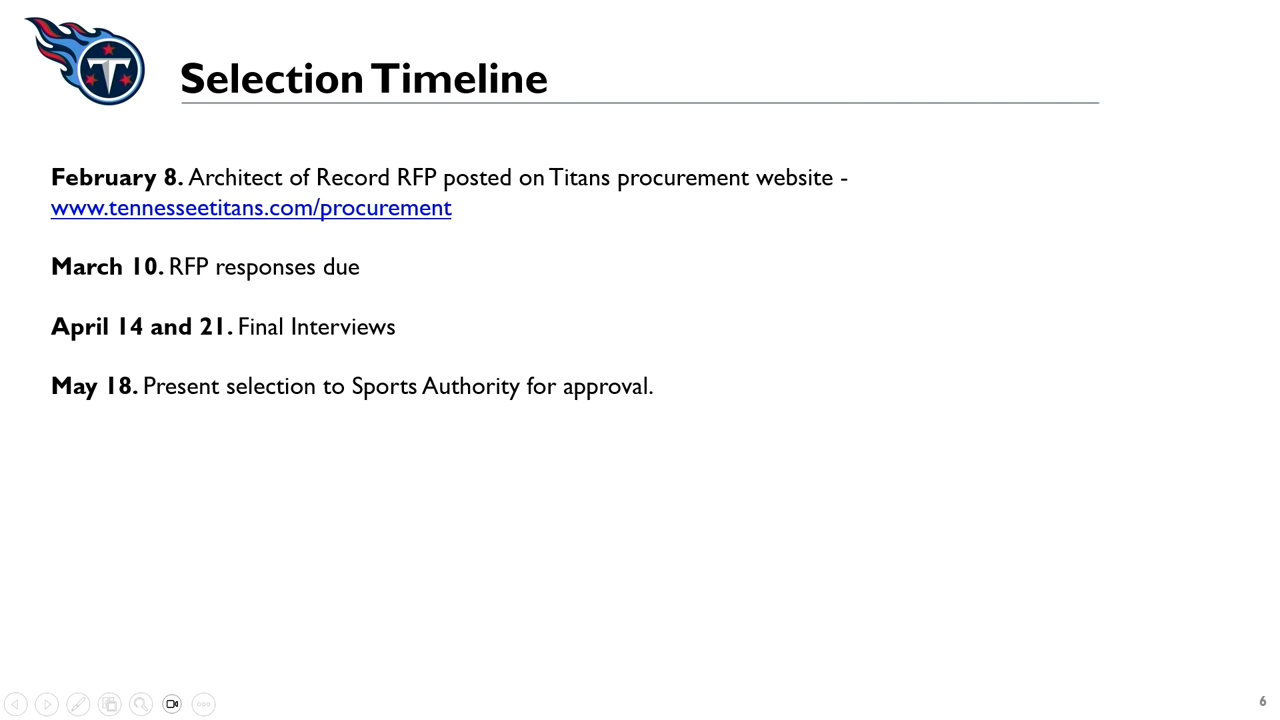 T
Selection Timeline
February 8. Architect of Record RFP posted on Titans procurement website -
www.tennesseetitans.com/procurement
March 10. RFP responses due
April 14 and 21. Final Interviews
May 18. Present selection to Sports Authority for approval.
6